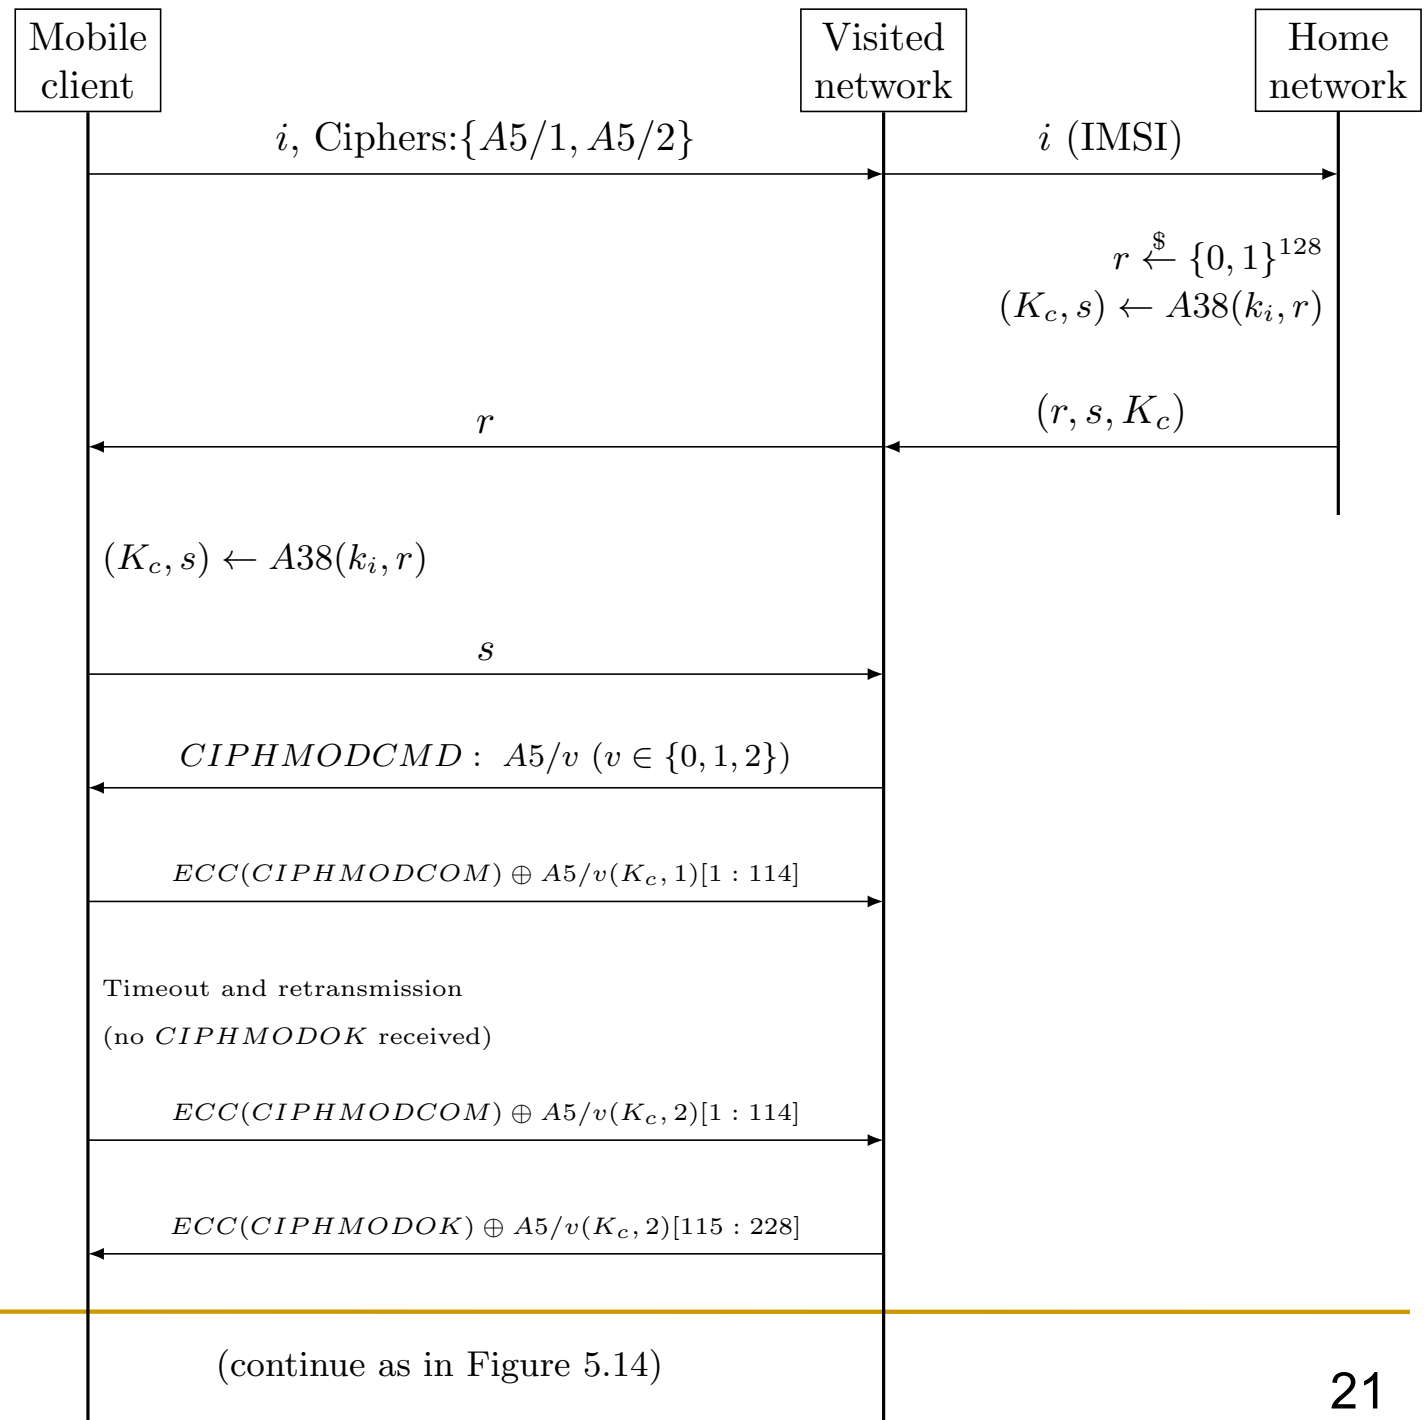 Mobile client
Visited network
Home network
i, Ciphers:{A5/1, A5/2}
i (IMSI)
r $← {0, 1}^128
(K_c, s) ← A38(k_i, r)
(r, s, K_c)
r
(K_c, s) ← A38(k_i, r)
s
CIPHMODCMD : A5/v (v ∈ {0, 1, 2})
ECC(CIPHMODCOM) ⊕ A5/v(K_c, 1)[1 : 114]
Timeout and retransmission
(no CIPHMODOK received)
ECC(CIPHMODCOM) ⊕ A5/v(K_c, 2)[1 : 114]
ECC(CIPHMODOK) ⊕ A5/v(K_c, 2)[115 : 228]
(continue as in Figure 5.14)
21